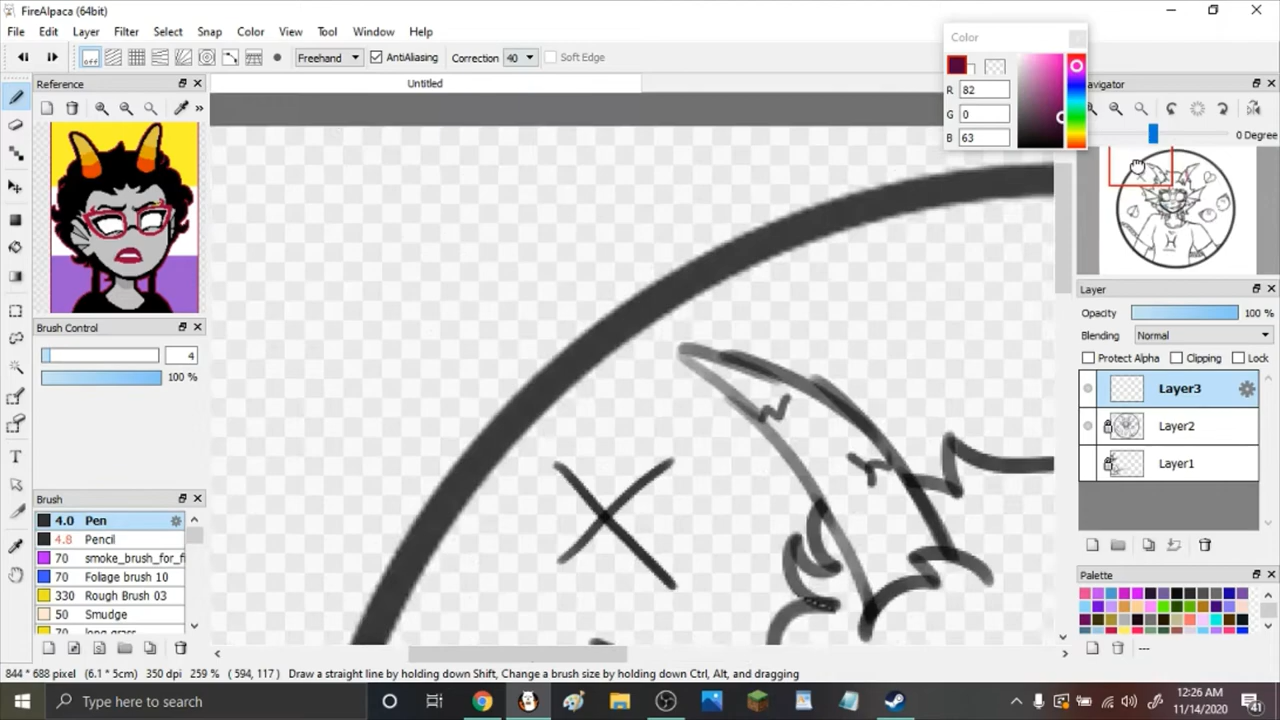 FireAlpaca (64bit)
File Edit Layer Filter Select Snap Color View Tool Window Help
off Freehand AntiAliasing Correction 40 Soft Edge
Untitled
Reference
Color
R 82
G 0
B 63
avigator
0 Degree
Brush Control
4
100 %
Layer
Opacity 100 %
Blending Normal
Protect Alpha Clipping Lock
Layer3
Layer2
Layer1
Brush
4.0 Pen
4.8 Pencil
70 smoke_brush_for_fi
70 Foliage brush 10
330 Rough Brush 03
50 Smudge
70 long grass
Palette
---
844 * 688 pixel (6.1 * 5cm) 350 dpi 259 % ( 594, 117 ) Draw a straight line by holding down Shift, Change a brush size by holding down Ctrl, Alt, and dragging
Type here to search
12:26 AM
11/14/2020
41